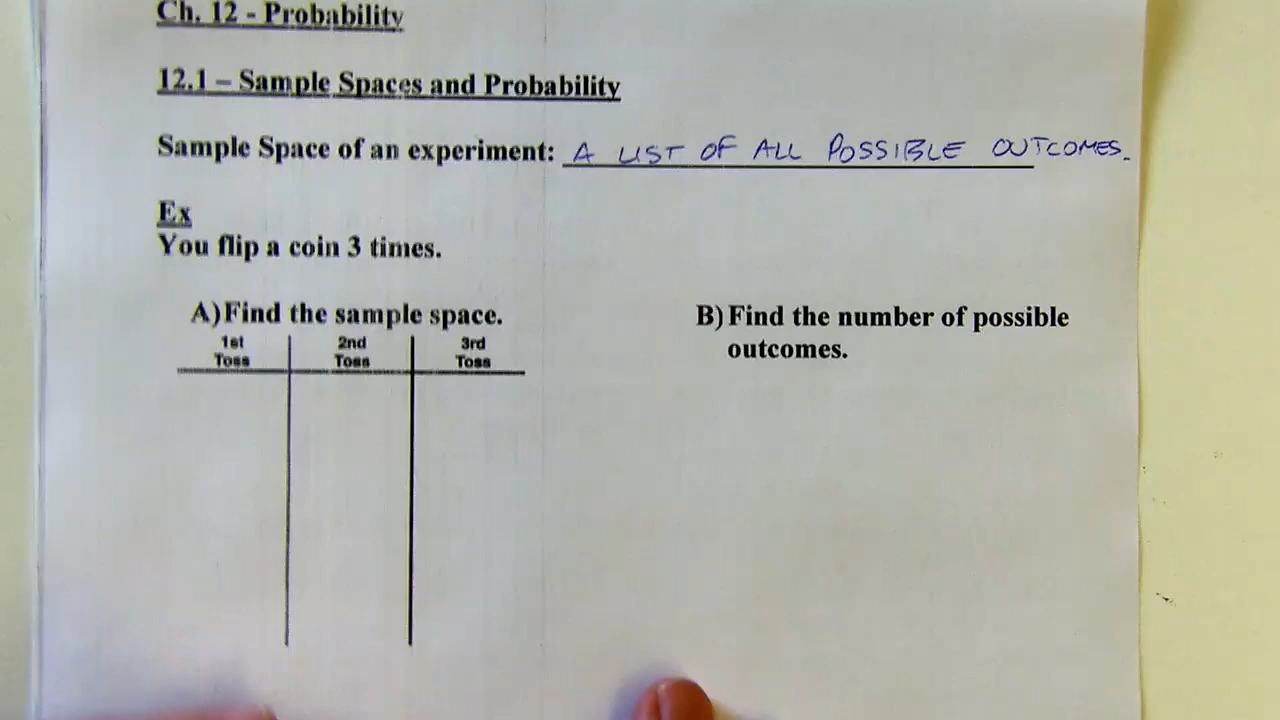 Ch. 12 - Probability
12.1 – Sample Spaces and Probability
Sample Space of an experiment: A LIST OF ALL POSSIBLE OUTCOMES.
Ex
You flip a coin 3 times.
A) Find the sample space.
1st Toss 2nd Toss 3rd Toss
B) Find the number of possible
outcomes.